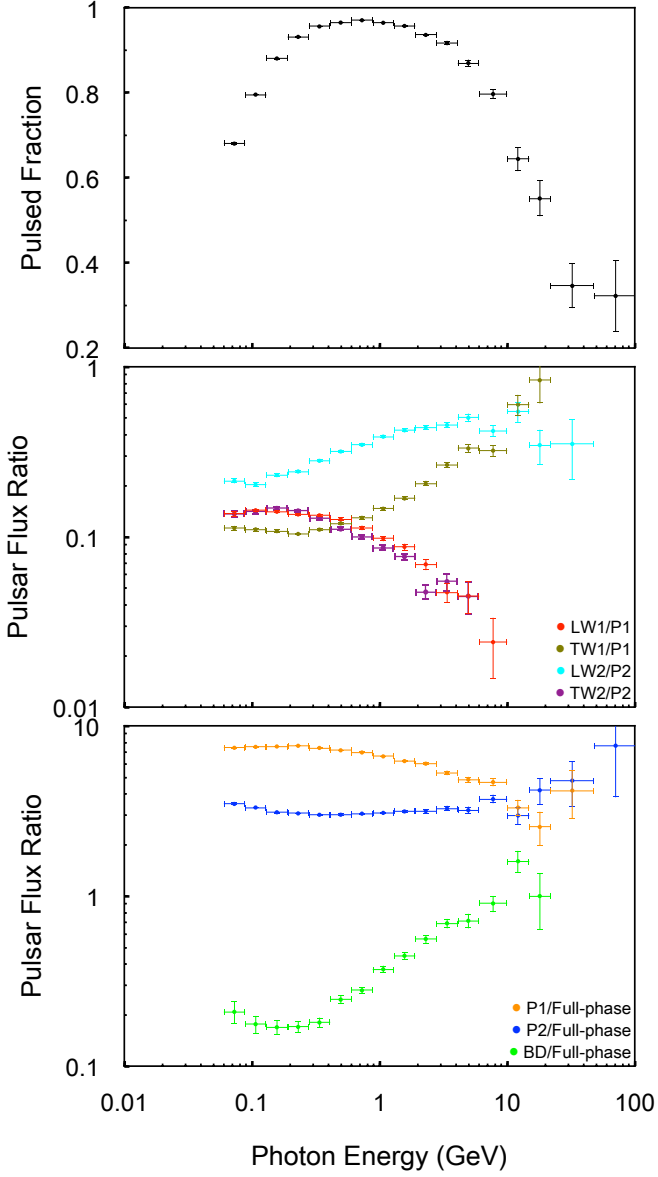 1
0.8
0.6
0.4
0.2
Pulsed Fraction
1
0.1
0.01
Pulsar Flux Ratio
LW1/P1
TW1/P1
LW2/P2
TW2/P2
10
1
0.1
Pulsar Flux Ratio
P1/Full-phase
P2/Full-phase
BD/Full-phase
0.01
0.1
1
10
100
Photon Energy (GeV)